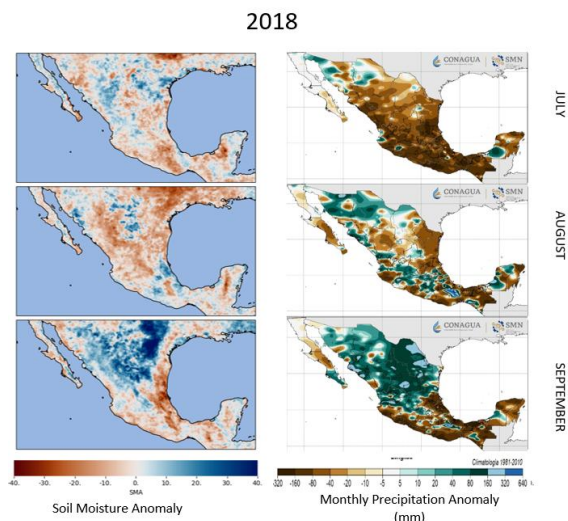 2018
CONAGUA SMN
JULY
CONAGUA SMN
AUGUST
CONAGUA SMN
SEPTEMBER
Climatología 1981-2010
-40. -30. -20. -10. 0. 10. 20. 30. 40.
SMA
-320 -160 -80 -40 -20 -10 -5 5 10 20 40 80 160 320 640 L
Soil Moisture Anomaly
Monthly Precipitation Anomaly
(mm)